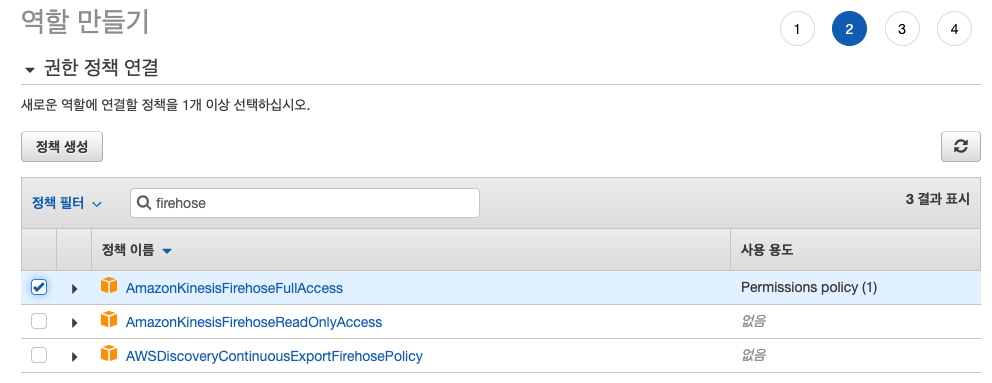 역할 만들기
1 2 3 4
권한 정책 연결
새로운 역할에 연결할 정책을 1개 이상 선택하십시오.
정책 생성
정책 필터 firehose 3 결과 표시
정책 이름 사용 용도
AmazonKinesisFirehoseFullAccess Permissions policy (1)
AmazonKinesisFirehoseReadOnlyAccess 없음
AWSDiscoveryContinuousExportFirehosePolicy 없음